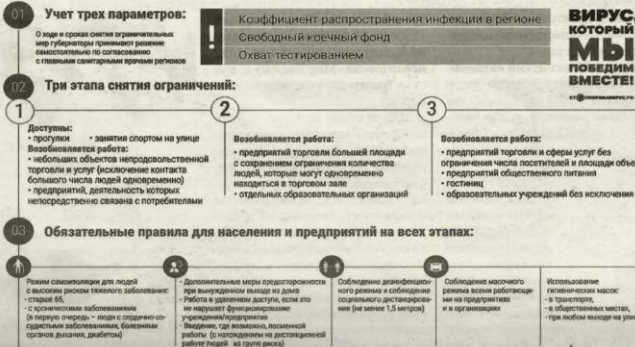 01
Учет трех параметров:
О ходе и сроках снятия ограничительных
мер губернаторы принимают решение
самостоятельно по согласованию
с главными санитарными врачами регионов
!
Коэффициент распространения инфекции в регионе
Свободный коечный фонд
Охват тестированием
ВИРУС
КОТОРЫЙ
МЫ
ПОБЕДИМ
ВМЕСТЕ!
02
Три этапа снятия ограничений:
1
Доступны:
• прогулки • занятия спортом на улице
Возобновляется работа:
• небольших объектов непродовольственной
торговли и услуг (исключение контакта
большого числа людей одновременно)
• предприятий, деятельность которых
непосредственно связана с потребителями
2
Возобновляется работа:
• предприятий торговли большей площади
с сохранением ограничения количества
людей, которые могут одновременно
находиться в торговом зале
• отдельных образовательных организаций
3
Возобновляется работа:
• предприятий торговли и сферы услуг без
ограничения числа посетителей и площади объе
• предприятий общественного питания
• гостиниц
• образовательных учреждений без исключения
03
Обязательные правила для населения и предприятий на всех этапах:
Режим самоизоляции для людей
с высоким риском тяжелого заболевания:
- старше 65,
- с хроническими заболеваниями
(в первую очередь – люди с сердечно-со-
судистыми заболеваниями, болезнями
органов дыхания, диабетом)
- Дополнительные меры предосторожности
при вынужденном выходе из дома
- Работа в удаленном доступе, если это
не нарушает функционирование
учреждения/предприятия
- Введение, где возможно, посменной
работы (с нахождением на дистанционной
работе людей из групп риска)
Соблюдение дезинфекцион-
ного режима и соблюдение
социального дистанцирова-
ния (не менее 1,5 метров)
Соблюдение масочного
режима всеми работающи-
ми на предприятиях
и в организациях
Использование
гигиенических масок:
- в транспорте,
- в общественных местах,
- при любом выходе на ули